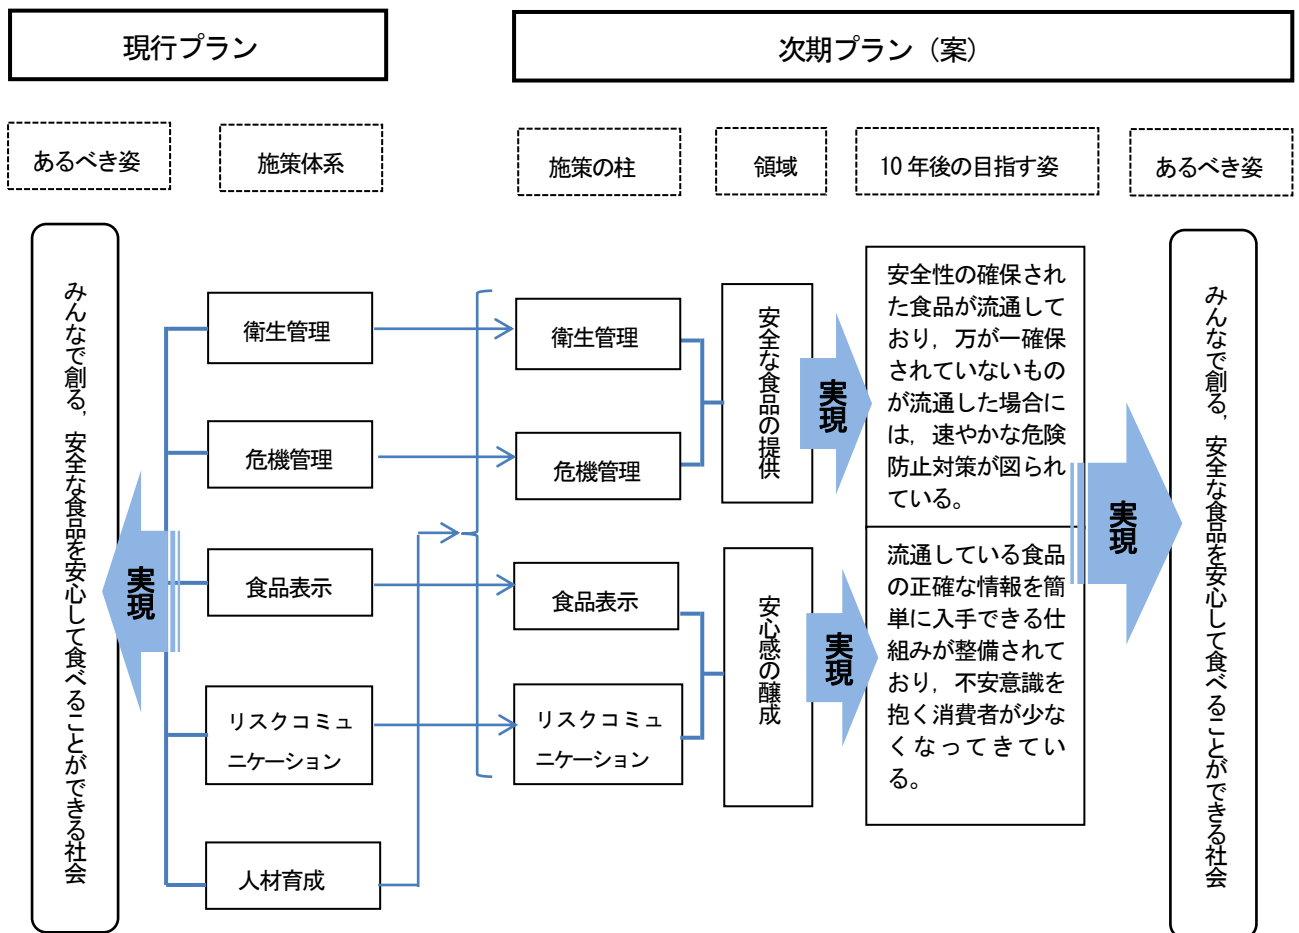 現行プラン
次期プラン（案）
あるべき姿
施策体系
施策の柱
領域
10年後の目指す姿
あるべき姿
みんなで創る，安全な食品を安心して食べることができる社会
実現
衛生管理
危機管理
食品表示
リスクコミュ
ニケーション
人材育成
衛生管理
危機管理
食品表示
リスクコミュ
ニケーション
安全な食品の提供
安心感の醸成
実現
実現
安全性の確保され
た食品が流通して
おり，万が一確保
されていないもの
が流通した場合に
は，速やかな危険
防止対策が図られ
ている。
流通している食品
の正確な情報を簡
単に入手できる仕
組みが整備されて
おり，不安意識を
抱く消費者が少な
くなってきてい
る。
実現
みんなで創る，安全な食品を安心して食べることができる社会